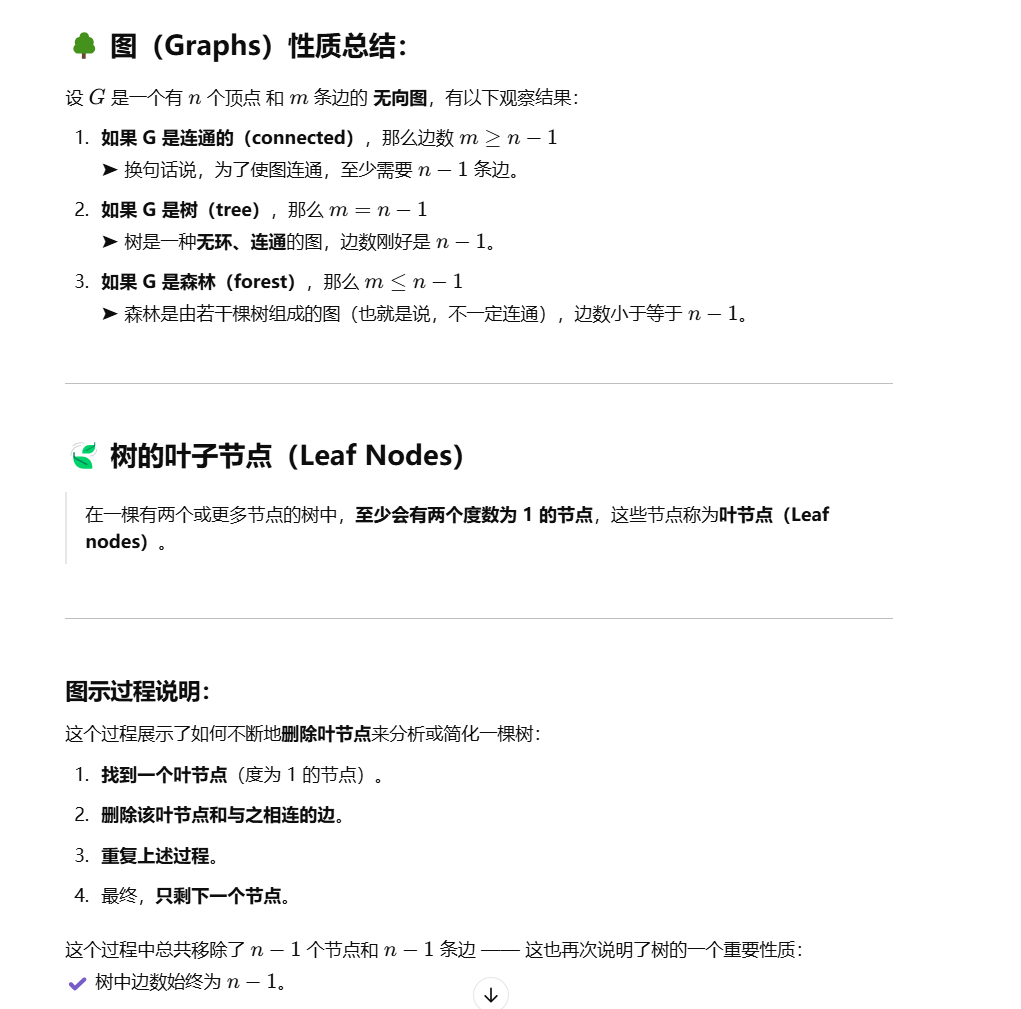 🌳 图（Graphs）性质总结：
设 G 是一个有 n 个顶点 和 m 条边的 无向图，有以下观察结果：
1. 如果 G 是连通的（connected），那么边数 m ≥ n − 1
➤ 换句话说，为了使图连通，至少需要 n − 1 条边。
2. 如果 G 是树（tree），那么 m = n − 1
➤ 树是一种无环、连通的图，边数刚好是 n − 1。
3. 如果 G 是森林（forest），那么 m ≤ n − 1
➤ 森林是由若干棵树组成的图（也就是说，不一定连通），边数小于等于 n − 1。
🍃 树的叶子节点（Leaf Nodes）
在一棵有两个或更多节点的树中，至少会有两个度数为 1 的节点，这些节点称为叶节点（Leaf
nodes）。
图示过程说明：
这个过程展示了如何不断地删除叶节点来分析或简化一棵树：
1. 找到一个叶节点（度为 1 的节点）。
2. 删除该叶节点和与之相连的边。
3. 重复上述过程。
4. 最终，只剩下一个节点。
这个过程中总共移除了 n − 1 个节点和 n − 1 条边 —— 这也再次说明了树的一个重要性质：
✔ 树中边数始终为 n − 1。